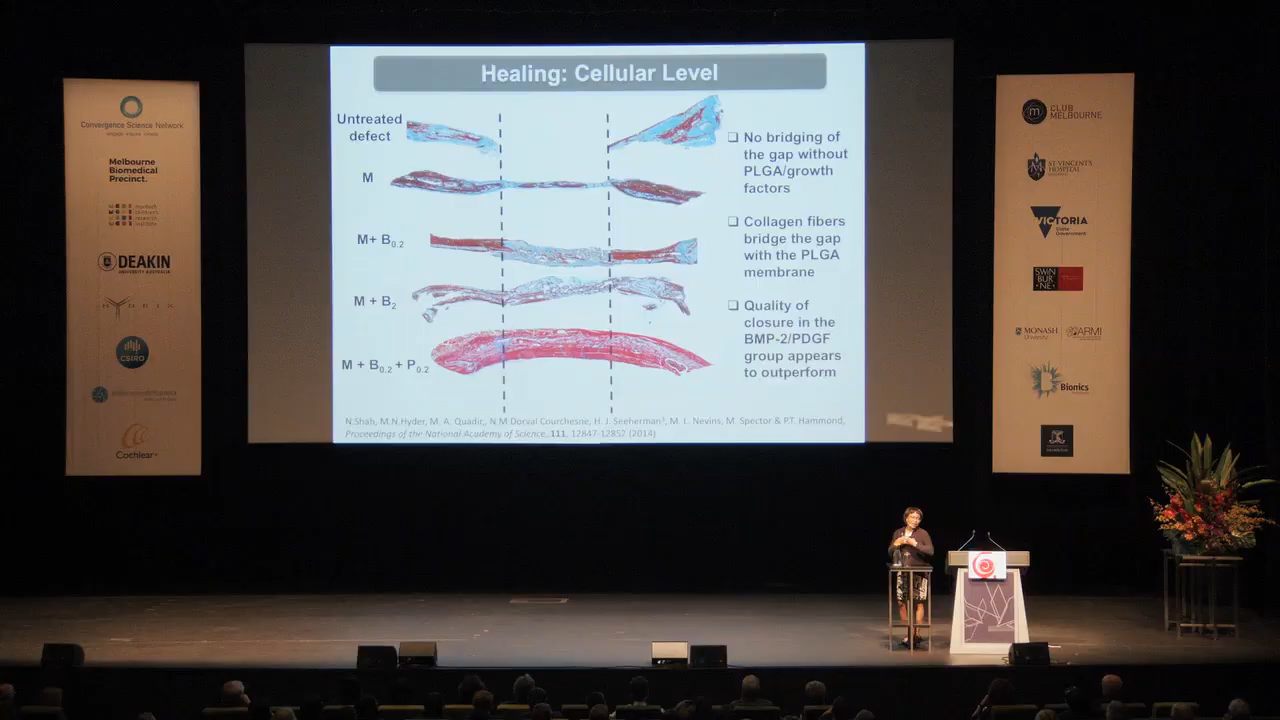 Healing: Cellular Level
Untreated
defect
M
M+ B0.2
M + B2
M + B0.2 + P0.2
❑ No bridging of
the gap without
PLGA/growth
factors
❑ Collagen fibers
bridge the gap
with the PLGA
membrane
❑ Quality of
closure in the
BMP-2/PDGF
group appears
to outperform
N.Shah, M.N.Hyder, M. A. Quadir, N.M Dorval Courchesne, H. J. Seeherman, M. L. Nevins, M. Spector & P.T. Hammond,
Proceedings of the National Academy of Science, 111, 12847-12852 (2014)
Convergence Science Network
Melbourne
Biomedical
Precinct.
DEAKIN
UNIVERSITY AUSTRALIA
CSIRO
Cochlear
CLUB
MELBOURNE
ST VINCENT'S
HOSPITAL
VICTORIA
State
Government
SWIN
BUR
NE
MONASH
University
ARMI
Bionics